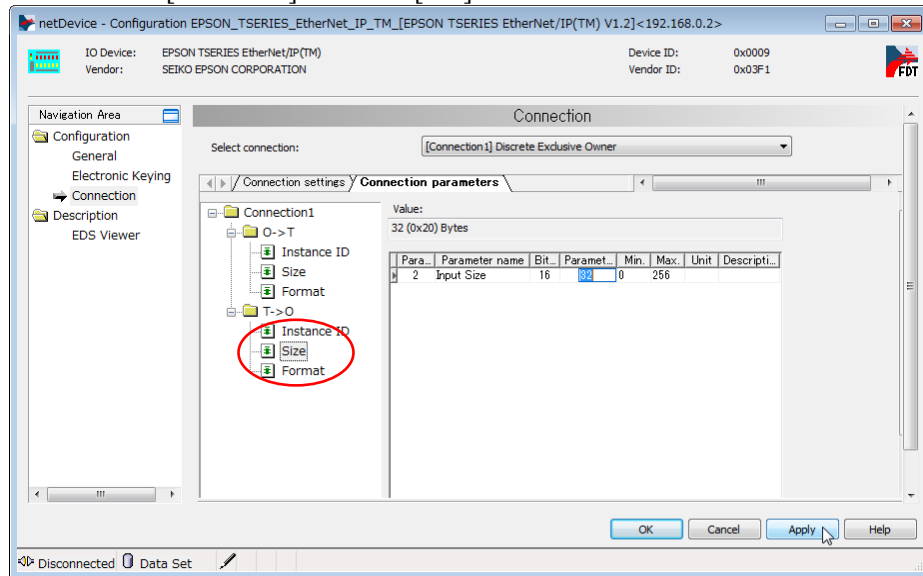 netDevice - Configuration EPSON_TSERIES_EtherNet_IP_TM_[EPSON TSERIES EtherNet/IP(TM) V1.2]<192.168.0.2>
IO Device: EPSON TSERIES EtherNet/IP(TM) Device ID: 0x0009
Vendor: SEIKO EPSON CORPORATION Vendor ID: 0x03F1
FDT
Navigation Area
Configuration
General
Electronic Keying
Connection
Description
EDS Viewer
Connection
Select connection: [Connection1] Discrete Exclusive Owner
Connection settings Connection parameters
Connection1
O->T
Instance ID
Size
Format
T->O
Instance ID
Size
Format
Value:
32 (0x20) Bytes
Para... Parameter name Bit... Paramet... Min. Max. Unit Descripti...
2 Input Size 16 32 0 256
OK Cancel Apply Help
Disconnected Data Set